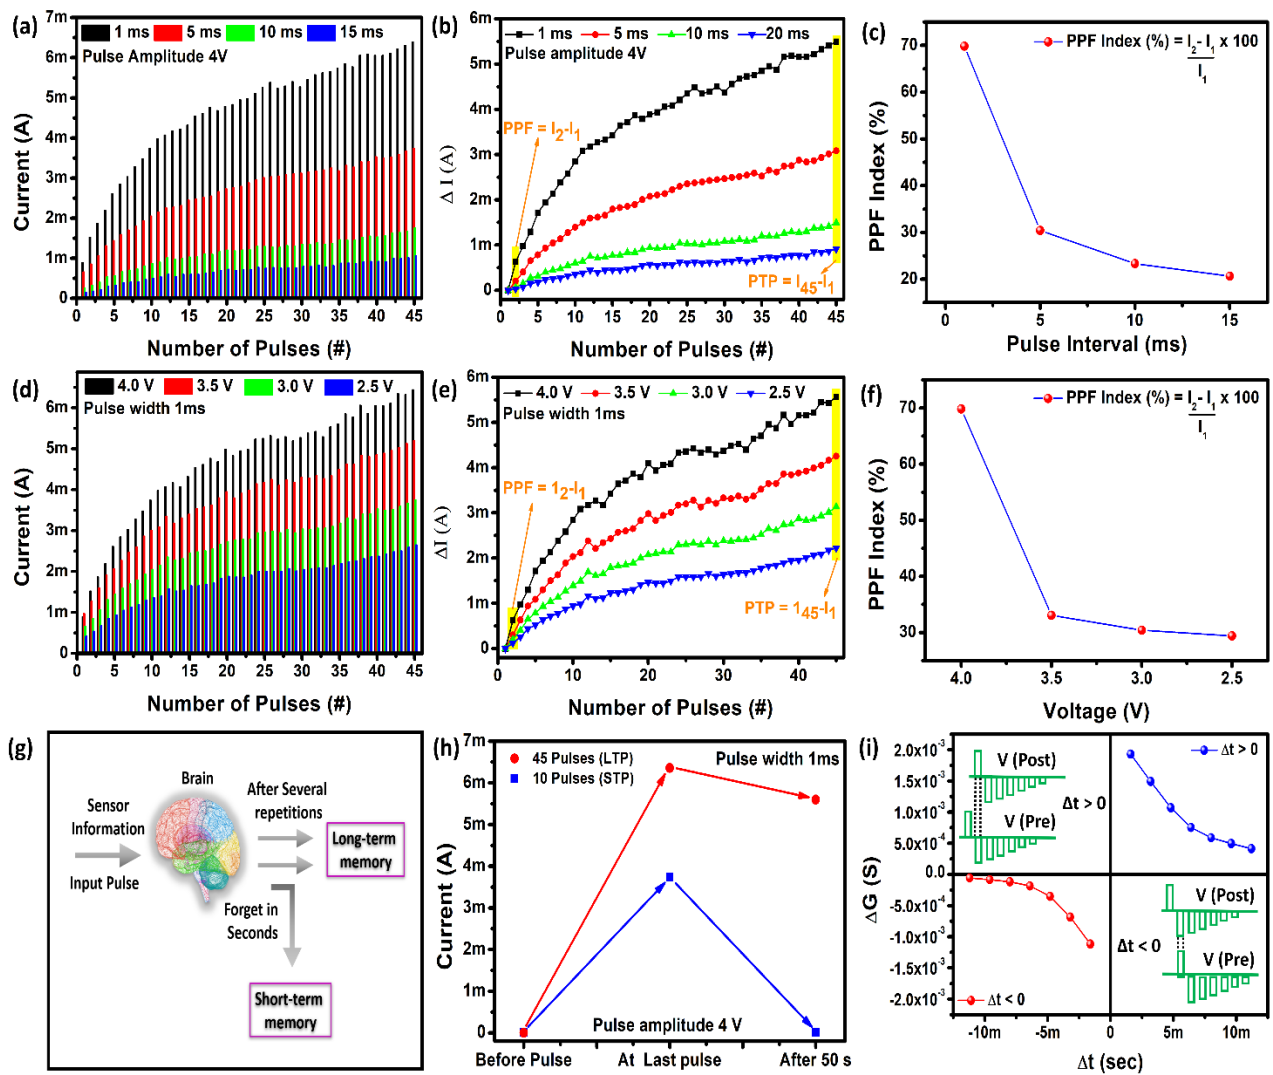 (a)
1 ms 5 ms 10 ms 15 ms
Pulse Amplitude 4V
7m
6m
5m
4m
3m
2m
1m
0
Current (A)
0 5 10 15 20 25 30 35 40 45
Number of Pulses (#)
(b)
1 ms 5 ms 10 ms 20 ms
Pulse amplitude 4V
6m
5m
4m
3m
2m
1m
0
Δ I (A)
PPF = I2-I1
PTP = I45-I1
0 5 10 15 20 25 30 35 40 45
Number of Pulses (#)
(c)
PPF Index (%) = I2- I1 x 100
I1
70
60
50
40
30
20
PPF Index (%)
0 5 10 15
Pulse Interval (ms)
(d)
4.0 V 3.5 V 3.0 V 2.5 V
Pulse width 1ms
6m
5m
4m
3m
2m
1m
0
Current (A)
0 5 10 15 20 25 30 35 40 45
Number of Pulses (#)
(e)
4.0 V 3.5 V 3.0 V 2.5 V
Pulse width 1ms
6m
5m
4m
3m
2m
1m
0
ΔI (A)
PPF = 12-I1
PTP = 145-I1
0 10 20 30 40
Number of Pulses (#)
(f)
PPF Index (%) = I2- I1 x 100
I1
70
60
50
40
30
PPF Index (%)
4.0 3.5 3.0 2.5
Voltage (V)
(g)
Brain
Sensor
Information
Input Pulse
After Several
repetitions
Long-term
memory
Forget in
Seconds
Short-term
memory
(h)
45 Pulses (LTP)
10 Pulses (STP)
Pulse width 1ms
7m
6m
5m
4m
3m
2m
1m
0
Current (A)
Pulse amplitude 4 V
Before Pulse At Last pulse After 50 s
(i)
Δt > 0
V (Post)
Δt > 0
V (Pre)
2.0x10-3
1.5x10-3
1.0x10-3
5.0x10-4
0.0
-5.0x10-4
-1.0x10-3
-1.5x10-3
-2.0x10-3
ΔG (S)
V (Post)
Δt < 0
V (Pre)
Δt < 0
-10m -5m 0 5m 10m
Δt (sec)